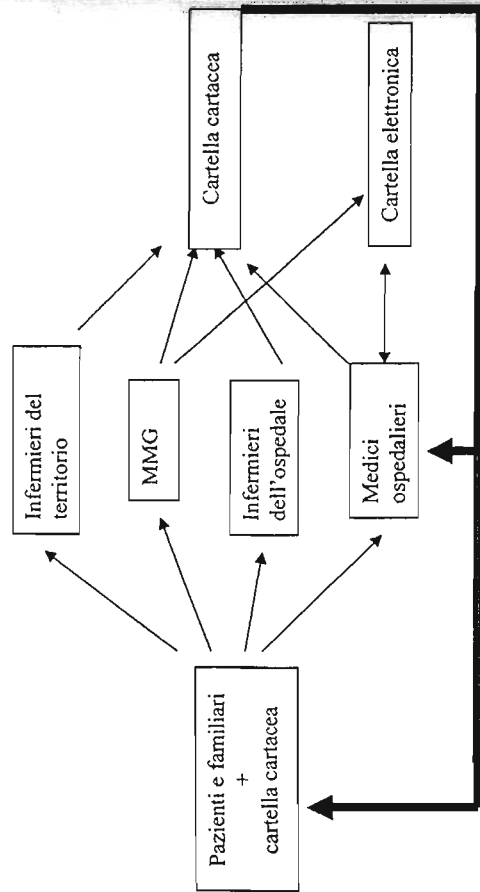 Pazienti e familiari
+
cartella cartacea
Infermieri del
territorio
MMG
Infermieri
dell'ospedale
Medici
ospedalieri
Cartella cartacea
Cartella elettronica